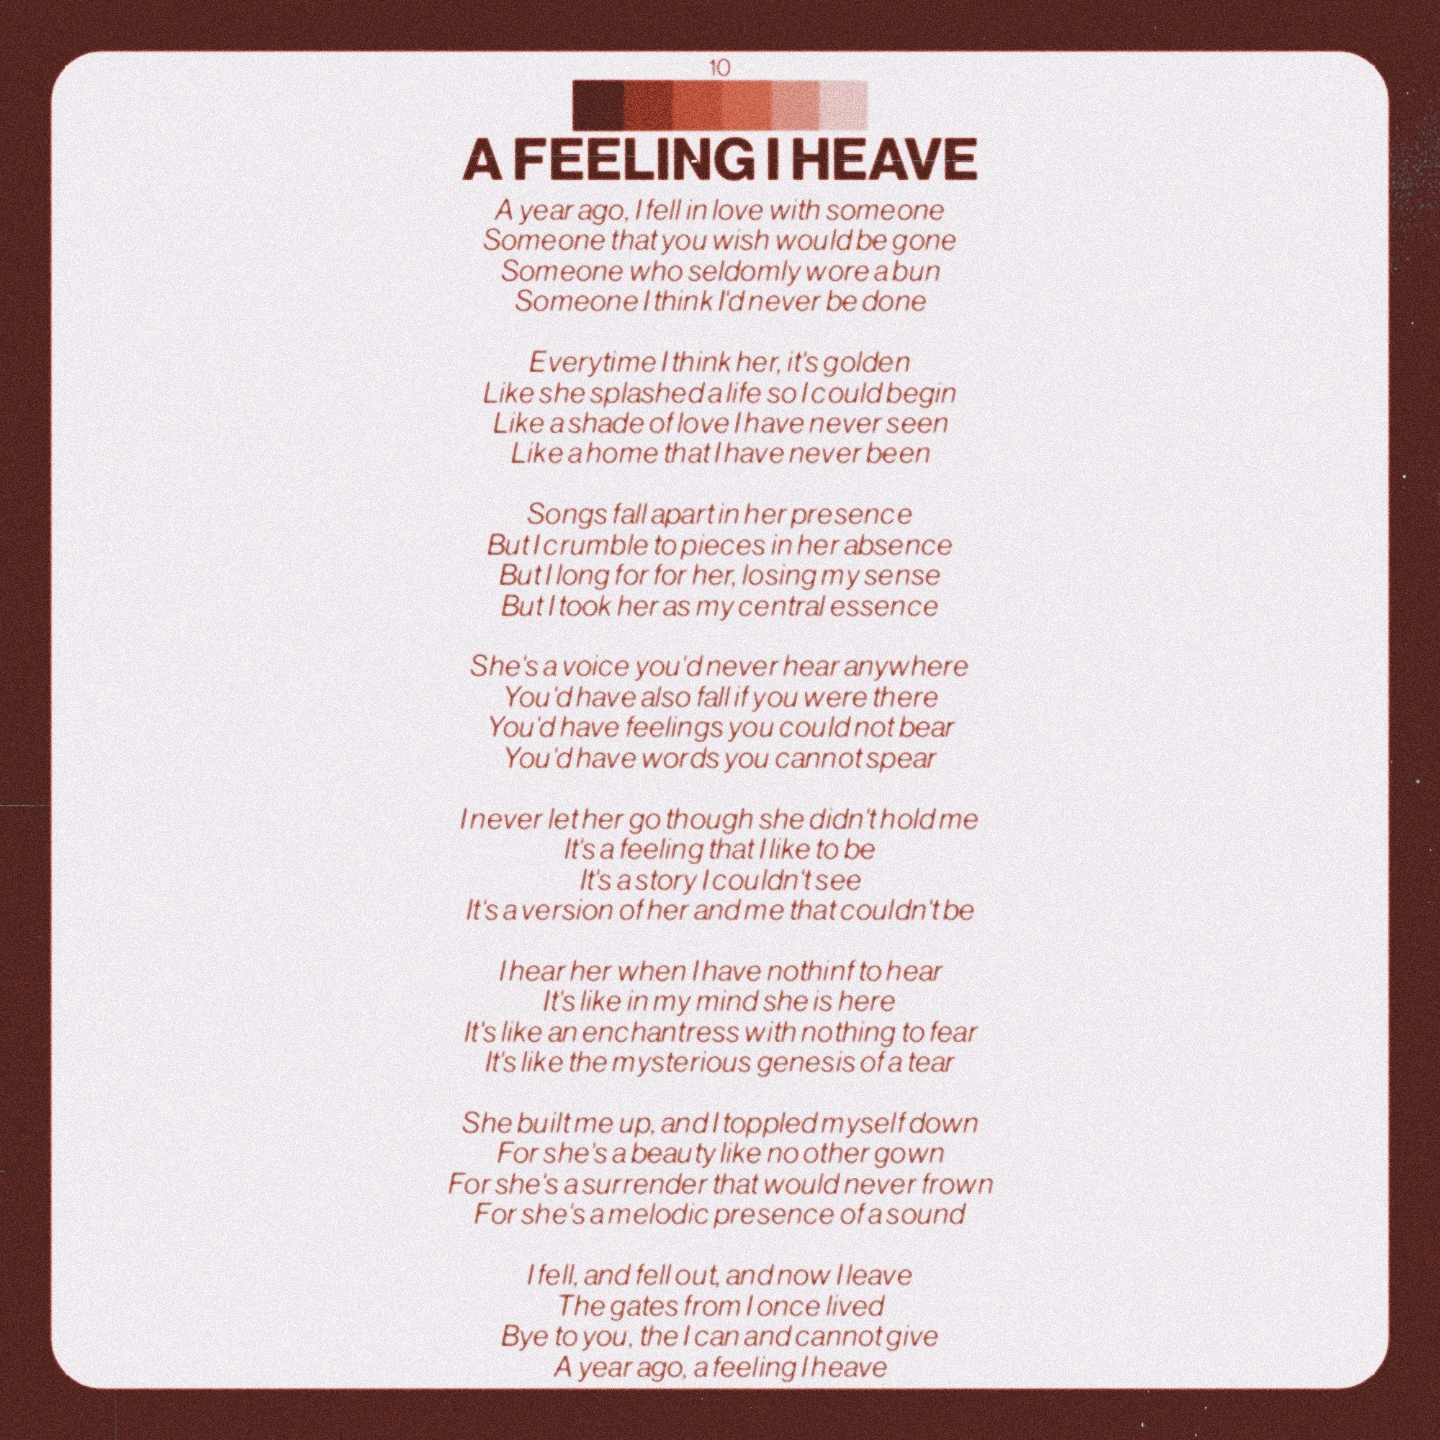 10
A FEELING I HEAVE
A year ago, I fell in love with someone
Someone that you wish would be gone
Someone who seldomly wore a bun
Someone I think I'd never be done
Everytime I think her, it's golden
Like she splashed a life so I could begin
Like a shade of love I have never seen
Like a home that I have never been
Songs fall apart in her presence
But I crumble to pieces in her absence
But I long for for her, losing my sense
But I took her as my central essence
She's a voice you'd never hear anywhere
You'd have also fall if you were there
You'd have feelings you could not bear
You'd have words you cannot spear
I never let her go though she didn't hold me
It's a feeling that I like to be
It's a story I couldn't see
It's a version of her and me that couldn't be
I hear her when I have nothinf to hear
It's like in my mind she is here
It's like an enchantress with nothing to fear
It's like the mysterious genesis of a tear
She built me up, and I toppled myself down
For she's a beauty like no other gown
For she's a surrender that would never frown
For she's a melodic presence of a sound
I fell, and fell out, and now I leave
The gates from I once lived
Bye to you, the I can and cannot give
A year ago, a feeling I heave